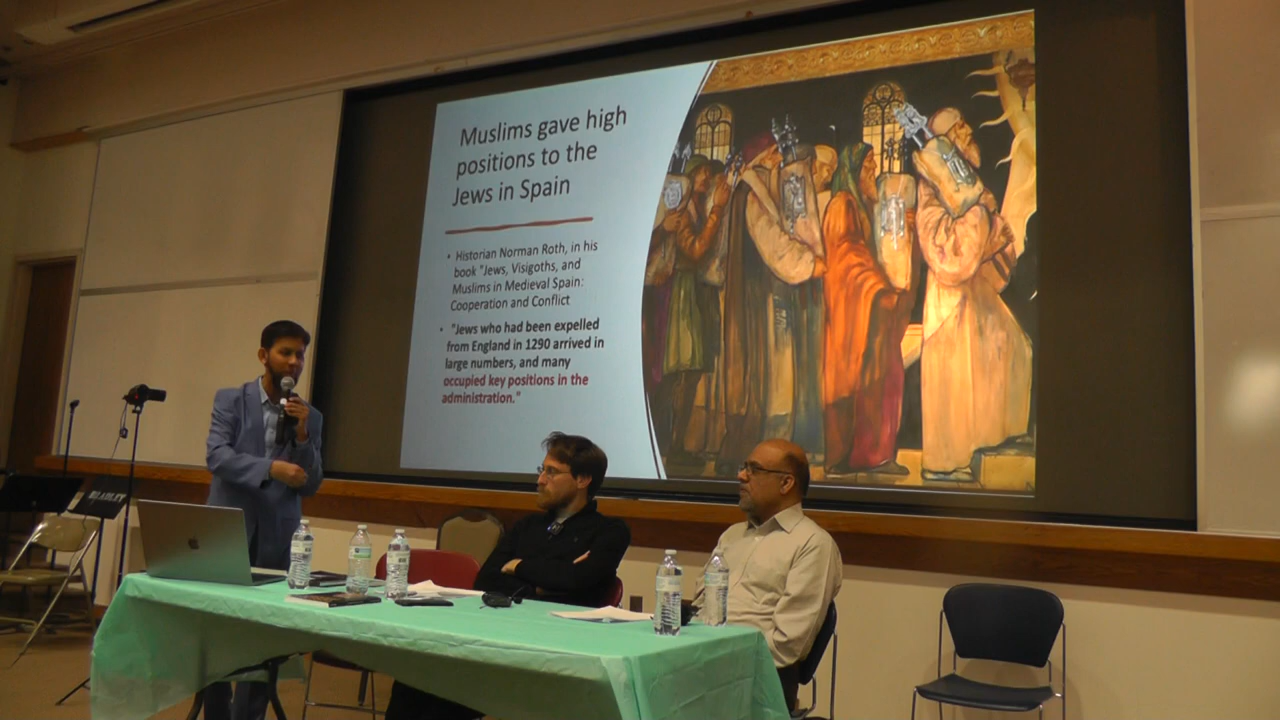 Muslims gave high
positions to the
Jews in Spain
• Historian Norman Roth, in his
book "Jews, Visigoths, and
Muslims in Medieval Spain:
Cooperation and Conflict
• "Jews who had been expelled
from England in 1290 arrived in
large numbers, and many
occupied key positions in the
administration."
BRADLEY